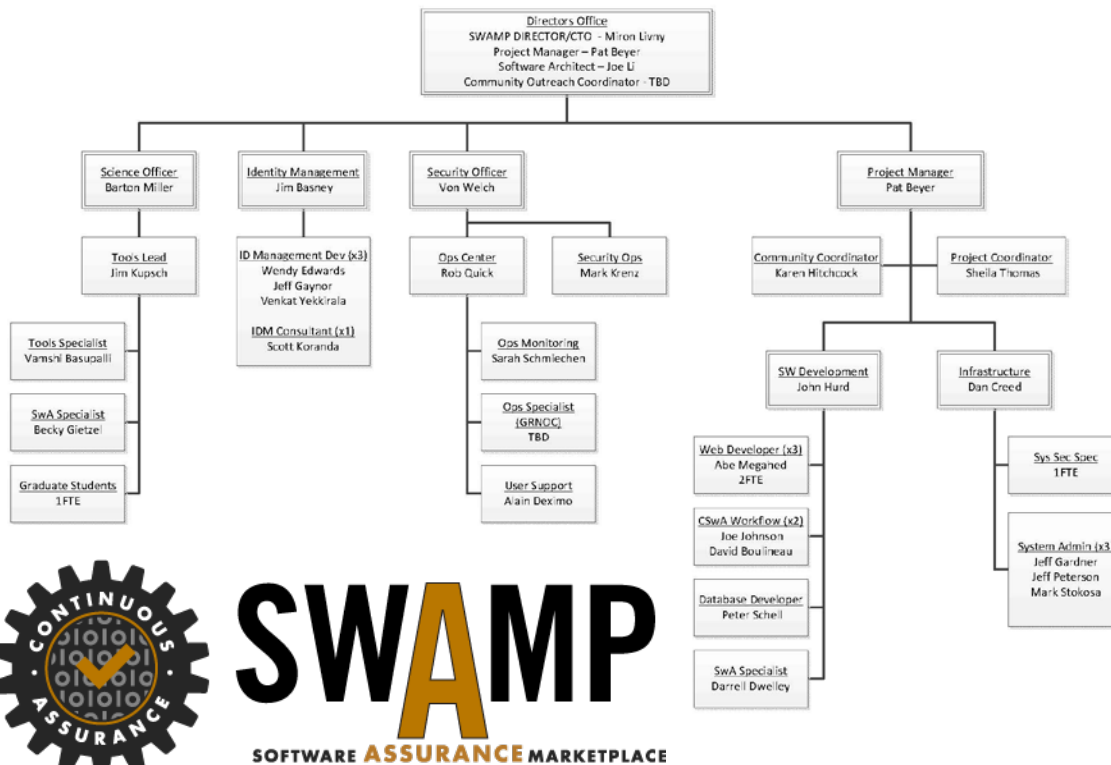 Directors Office
SWAMP DIRECTOR/CTO - Miron Livny
Project Manager – Pat Beyer
Software Architect – Joe Li
Community Outreach Coordinator - TBD
Science Officer
Barton Miller
Identity Management
Jim Basney
Security Officer
Von Welch
Project Manager
Pat Beyer
Tools Lead
Jim Kupsch
ID Management Dev (x3)
Wendy Edwards
Jeff Gaynor
Venkat Yekkirala
IDM Consultant (x1)
Scott Koranda
Ops Center
Rob Quick
Security Ops
Mark Krenz
Community Coordinator
Karen Hitchcock
Project Coordinator
Sheila Thomas
Tools Specialist
Vamshi Basupalli
SwA Specialist
Becky Gietzel
Graduate Students
1FTE
Ops Monitoring
Sarah Schmiechen
Ops Specialist
(GRNOC)
TBD
User Support
Alain Deximo
SW Development
John Hurd
Infrastructure
Dan Creed
Web Developer (x3)
Abe Megahed
2FTE
CSwA Workflow (x2)
Joe Johnson
David Boulineau
Database Developer
Peter Schell
SwA Specialist
Darrell Dwelley
Sys Sec Spec
1FTE
System Admin (x3
Jeff Gardner
Jeff Peterson
Mark Stokosa
CONTINUOUS
ASSURANCE
SWAMP
SOFTWARE ASSURANCE MARKETPLACE